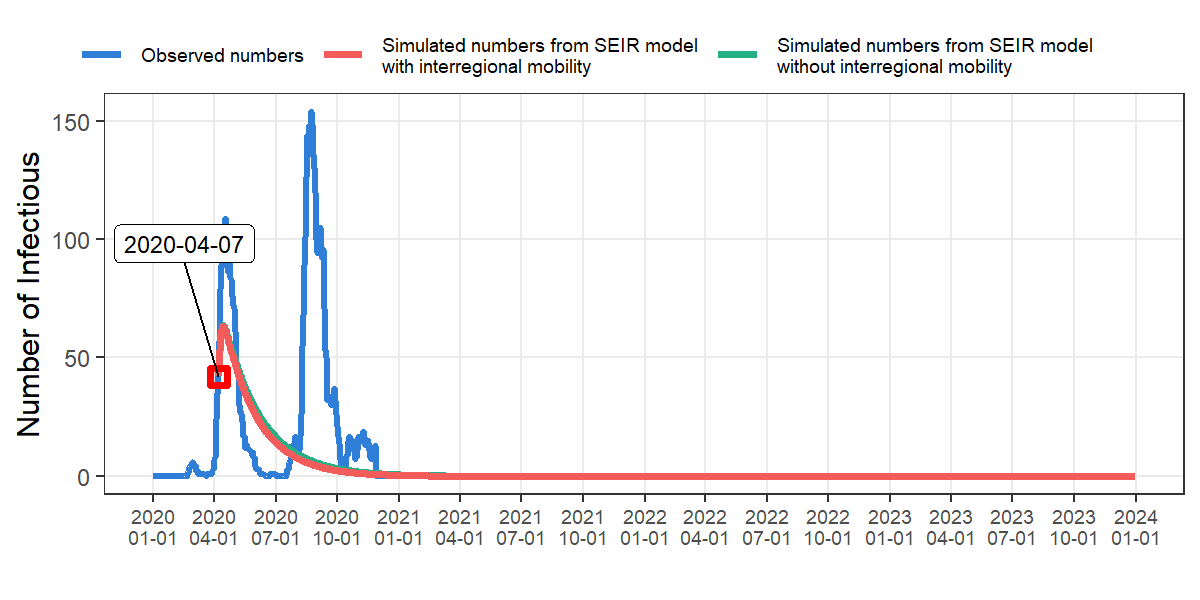 Observed numbers
Simulated numbers from SEIR model
with interregional mobility
Simulated numbers from SEIR model
without interregional mobility
Number of Infectious
150
100
50
0
2020-04-07
2020 2020 2020 2020 2021 2021 2021 2021 2022 2022 2022 2022 2023 2023 2023 2023 2024
01-01 04-01 07-01 10-01 01-01 04-01 07-01 10-01 01-01 04-01 07-01 10-01 01-01 04-01 07-01 10-01 01-01